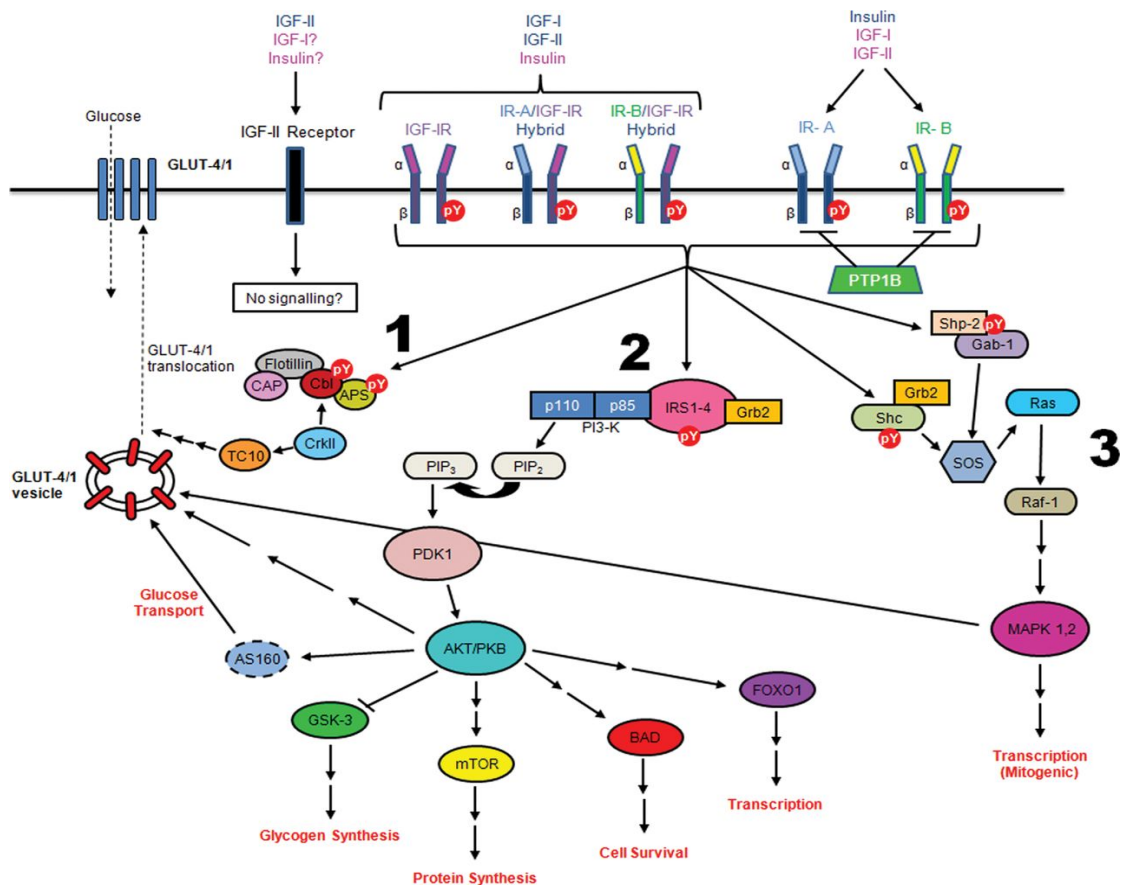 IGF-II
IGF-I?
Insulin?
IGF-I
IGF-II
Insulin
Insulin
IGF-I
IGF-II
Glucose
GLUT-4/1
IGF-II Receptor
IGF-IR
IR-A/IGF-IR
Hybrid
IR-B/IGF-IR
Hybrid
IR- A
IR- B
α
α
α
α
α
β
β
β
β
β
pY
pY
pY
pY
pY
PTP1B
No signalling?
GLUT-4/1
translocation
1
Flotillin
CAP
Cbl
pY
APS
pY
CrkII
TC10
GLUT-4/1
vesicle
2
p110
p85
IRS1-4
Grb2
PI3-K
pY
PIP3
PIP2
PDK1
Shp-2
pY
Gab-1
Grb2
Shc
pY
SOS
Ras
3
Raf-1
MAPK 1,2
Transcription
(Mitogenic)
Glucose
Transport
AS160
AKT/PKB
GSK-3
mTOR
BAD
FOXO1
Glycogen Synthesis
Protein Synthesis
Cell Survival
Transcription